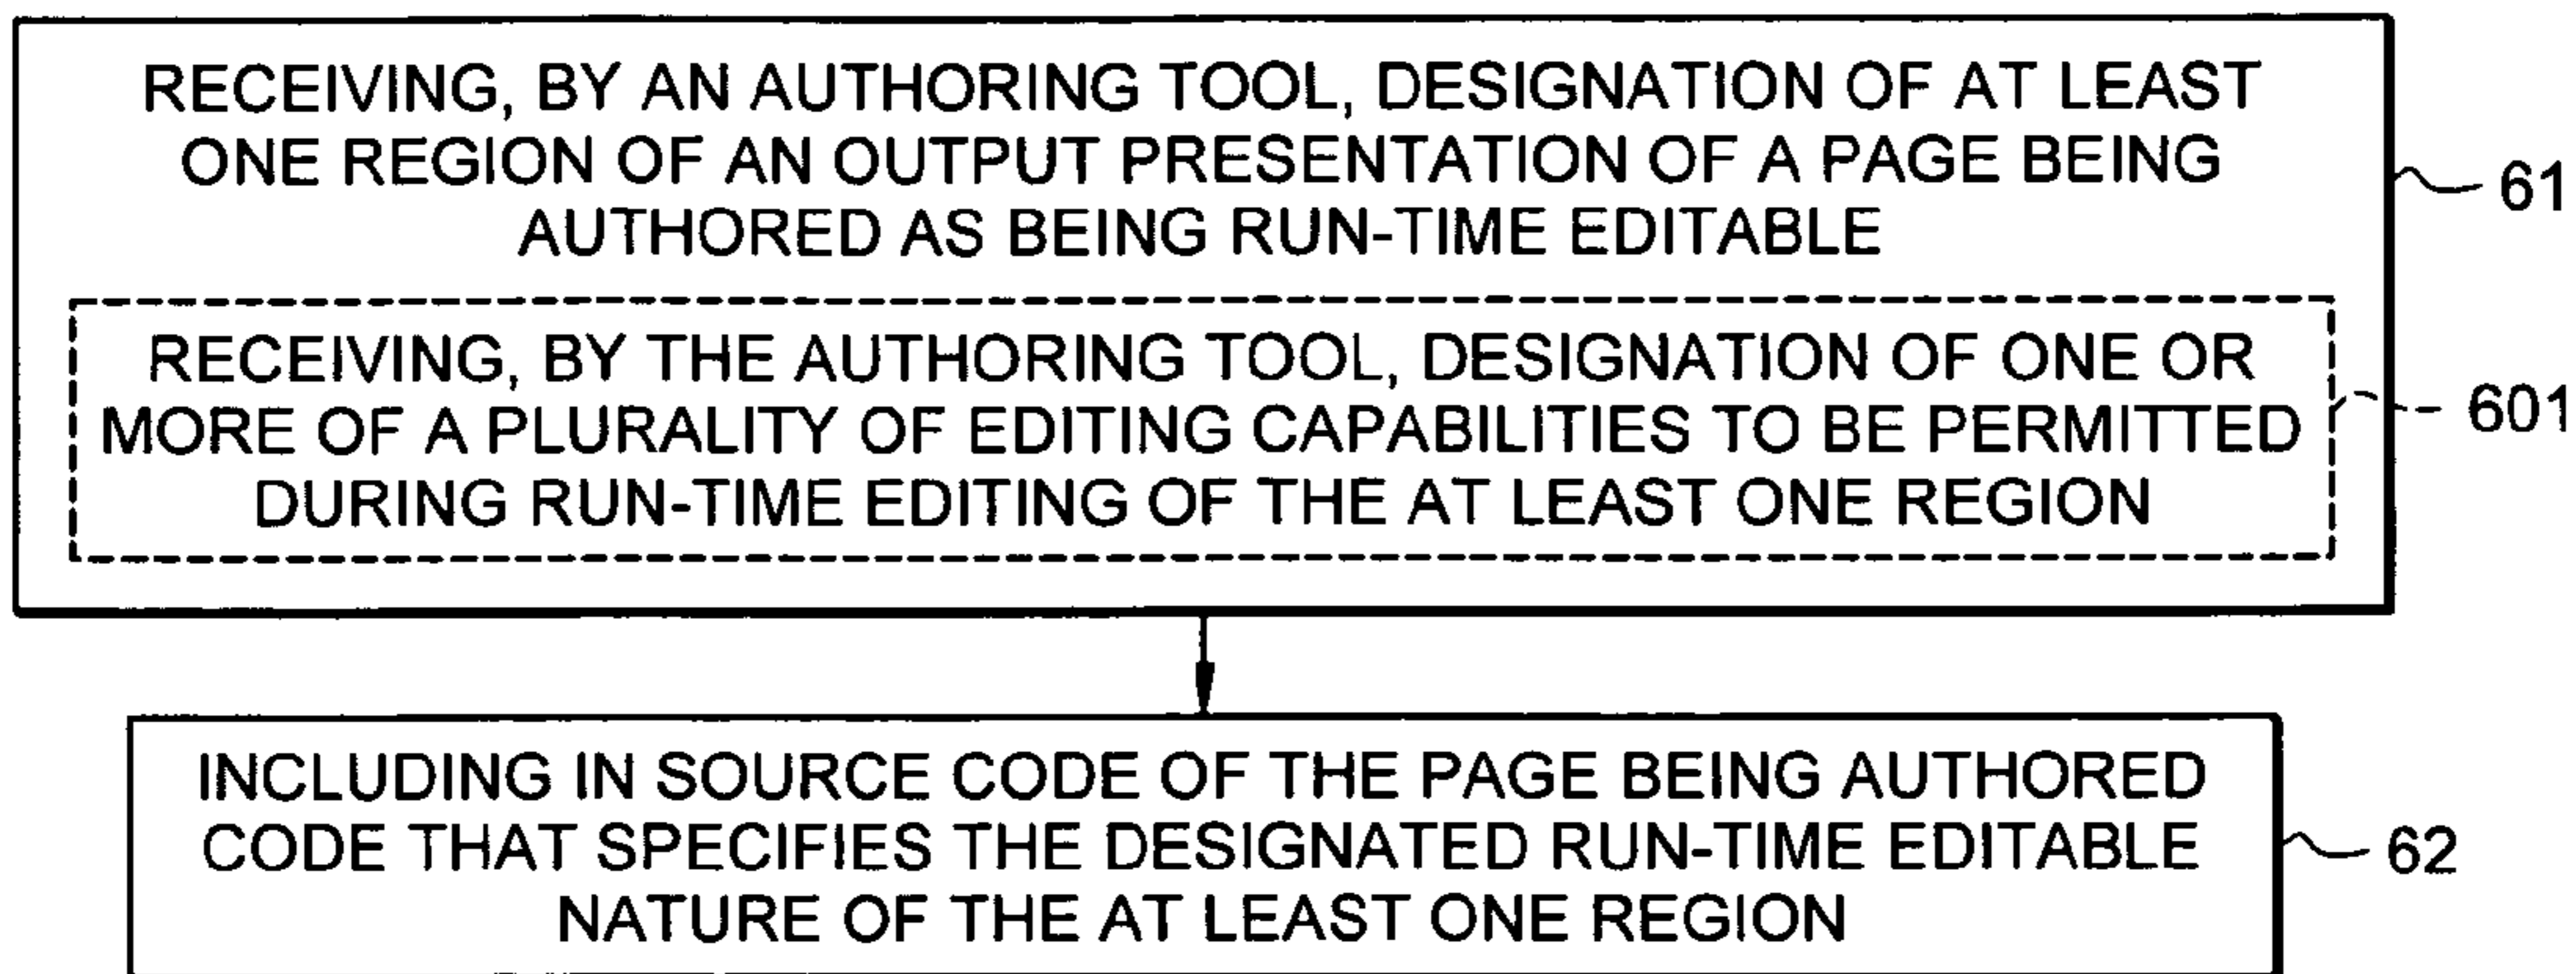 RECEIVING, BY AN AUTHORING TOOL, DESIGNATION OF AT LEAST
ONE REGION OF AN OUTPUT PRESENTATION OF A PAGE BEING
AUTHORED AS BEING RUN-TIME EDITABLE
61
RECEIVING, BY THE AUTHORING TOOL, DESIGNATION OF ONE OR
MORE OF A PLURALITY OF EDITING CAPABILITIES TO BE PERMITTED
DURING RUN-TIME EDITING OF THE AT LEAST ONE REGION
601
INCLUDING IN SOURCE CODE OF THE PAGE BEING AUTHORED
CODE THAT SPECIFIES THE DESIGNATED RUN-TIME EDITABLE
NATURE OF THE AT LEAST ONE REGION
62